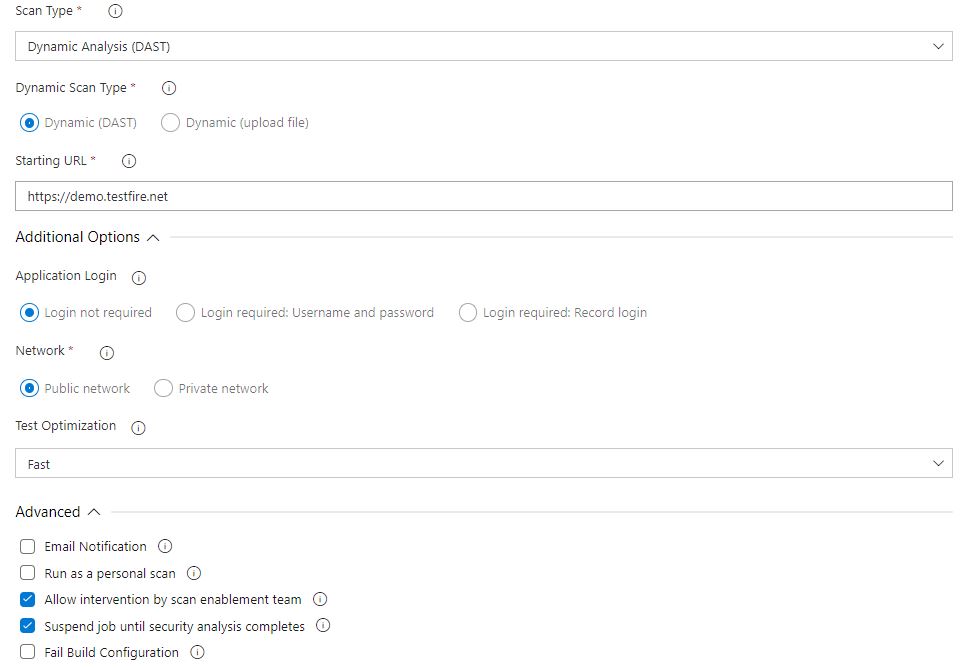 Scan Type *
Dynamic Analysis (DAST)
Dynamic Scan Type *
Dynamic (DAST) Dynamic (upload file)
Starting URL *
https://demo.testfire.net
Additional Options
Application Login
Login not required Login required: Username and password Login required: Record login
Network *
Public network Private network
Test Optimization
Fast
Advanced
Email Notification
Run as a personal scan
Allow intervention by scan enablement team
Suspend job until security analysis completes
Fail Build Configuration